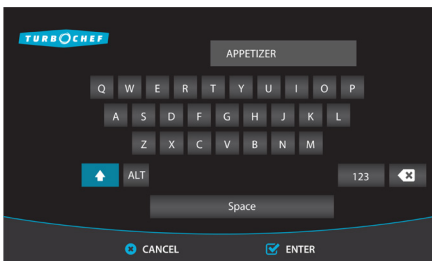 TURBOCHEF
APPETIZER
Q W E R T Y U I O P
A S D F G H J K L
Z X C V B N M
ALT 123
Space
CANCEL ENTER